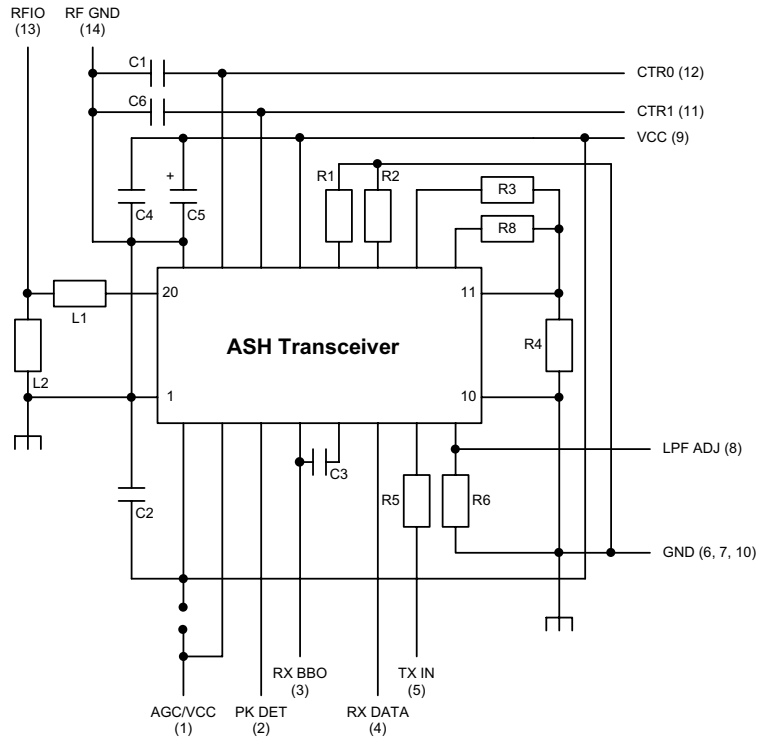 RFIO
(13)
RF GND
(14)
C1
CTR0 (12)
C6
CTR1 (11)
VCC (9)
+
R1
R2
R3
C4
C5
R8
20
11
L1
ASH Transceiver
R4
L2
1
10
LPF ADJ (8)
C3
C2
R5
R6
GND (6, 7, 10)
RX BBO
(3)
TX IN
(5)
AGC/VCC
(1)
PK DET
(2)
RX DATA
(4)